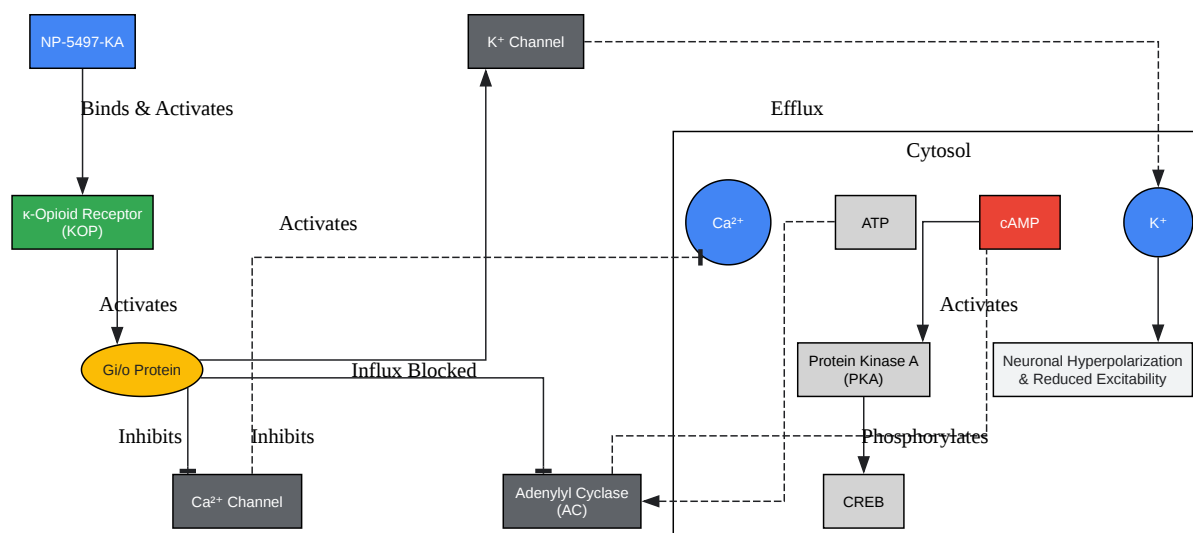 NP-5497-KA
K⁺ Channel
Binds & Activates
Efflux
Cytosol
κ-Opioid Receptor
(KOP)
Activates
Ca²⁺
ATP
cAMP
K⁺
Activates
Activates
Gi/o Protein
Influx Blocked
Protein Kinase A
(PKA)
Neuronal Hyperpolarization
& Reduced Excitability
Inhibits
Inhibits
Phosphorylates
Ca²⁺ Channel
Adenylyl Cyclase
(AC)
CREB